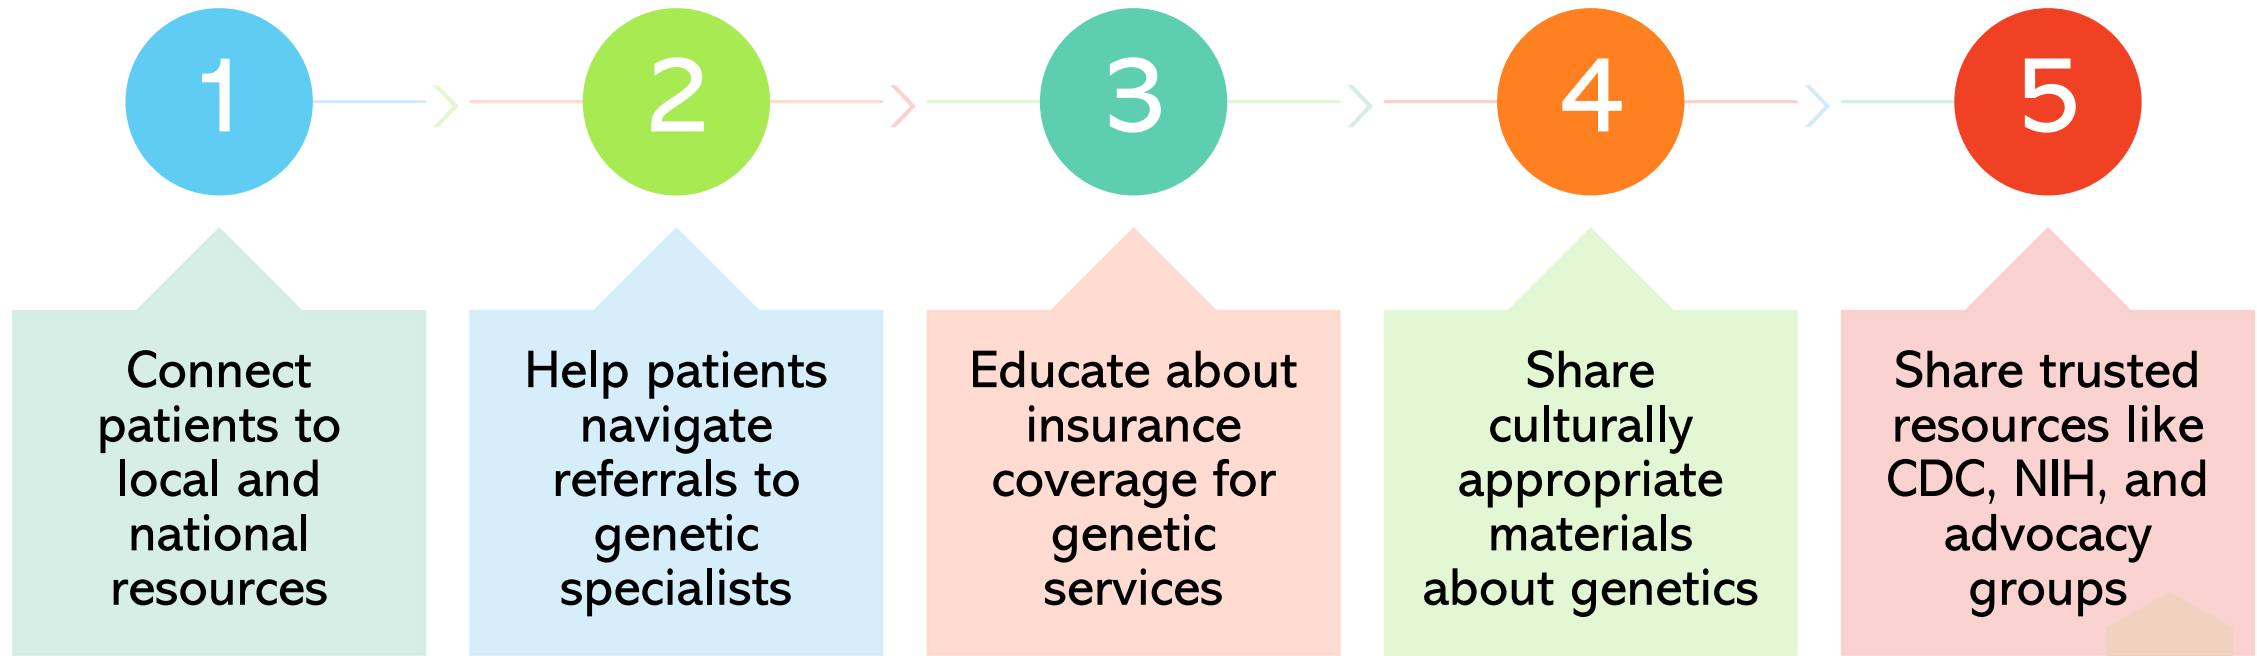 1
2
3
4
5
Connect
patients to
local and
national
resources
Help patients
navigate
referrals to
genetic
specialists
Educate about
insurance
coverage for
genetic
services
Share
culturally
appropriate
materials
about genetics
Share trusted
resources like
CDC, NIH, and
advocacy
groups